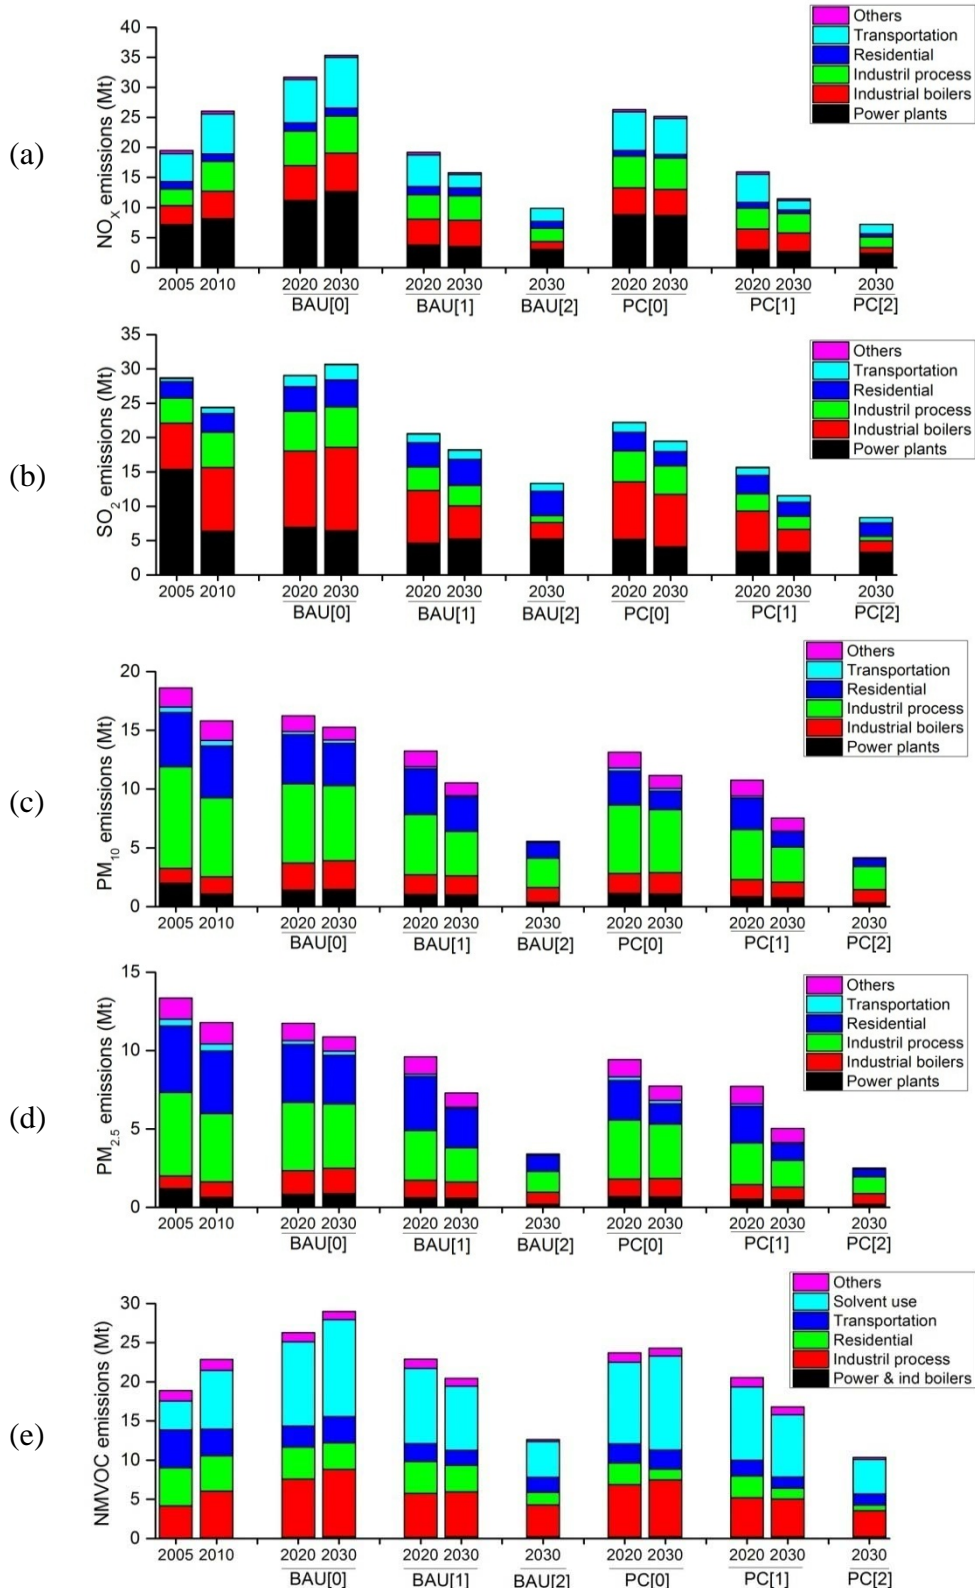 (a)
NOX emissions (Mt)
40
35
30
25
20
15
10
5
0
Others
Transportation
Residential
Industril process
Industrial boilers
Power plants
2005 2010 2020 2030 2020 2030 2030 2020 2030 2020 2030 2030
BAU[0] BAU[1] BAU[2] PC[0] PC[1] PC[2]
(b)
SO2 emissions (Mt)
35
30
25
20
15
10
5
0
Others
Transportation
Residential
Industril process
Industrial boilers
Power plants
2005 2010 2020 2030 2020 2030 2030 2020 2030 2020 2030 2030
BAU[0] BAU[1] BAU[2] PC[0] PC[1] PC[2]
(c)
PM10 emissions (Mt)
20
15
10
5
0
Others
Transportation
Residential
Industril process
Industrial boilers
Power plants
2005 2010 2020 2030 2020 2030 2030 2020 2030 2020 2030 2030
BAU[0] BAU[1] BAU[2] PC[0] PC[1] PC[2]
(d)
PM2.5 emissions (Mt)
15
10
5
0
Others
Transportation
Residential
Industril process
Industrial boilers
Power plants
2005 2010 2020 2030 2020 2030 2030 2020 2030 2020 2030 2030
BAU[0] BAU[1] BAU[2] PC[0] PC[1] PC[2]
(e)
NMVOC emissions (Mt)
30
25
20
15
10
5
0
Others
Solvent use
Transportation
Residential
Industril process
Power & ind boilers
2005 2010 2020 2030 2020 2030 2030 2020 2030 2020 2030 2030
BAU[0] BAU[1] BAU[2] PC[0] PC[1] PC[2]